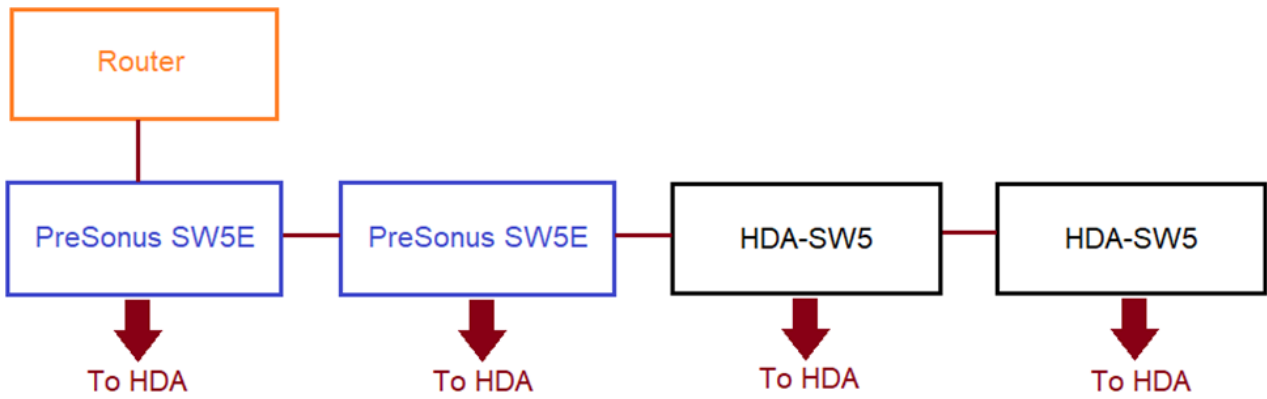 Router
PreSonus SW5E
PreSonus SW5E
HDA-SW5
HDA-SW5
To HDA
To HDA
To HDA
To HDA